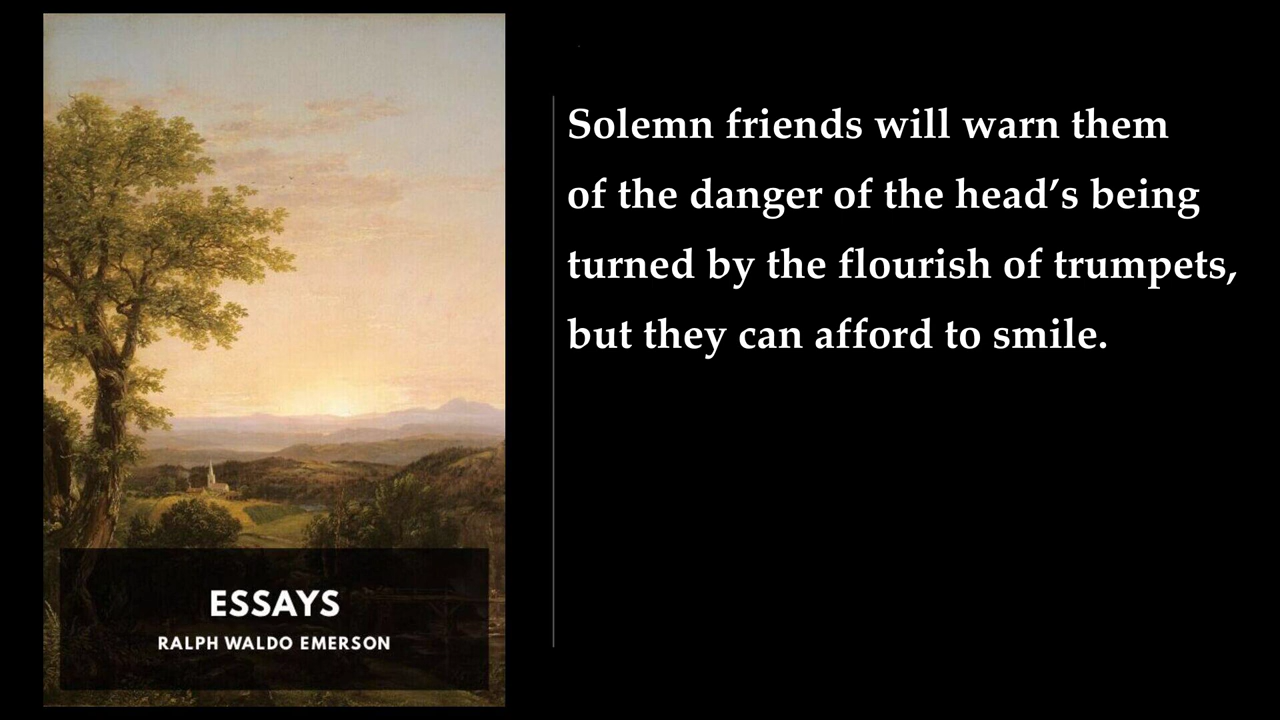 ESSAYS
RALPH WALDO EMERSON
Solemn friends will warn them
of the danger of the head’s being
turned by the flourish of trumpets,
but they can afford to smile.